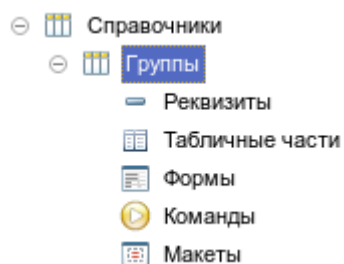 Справочники
Группы
Реквизиты
Табличные части
Формы
Команды
Макеты